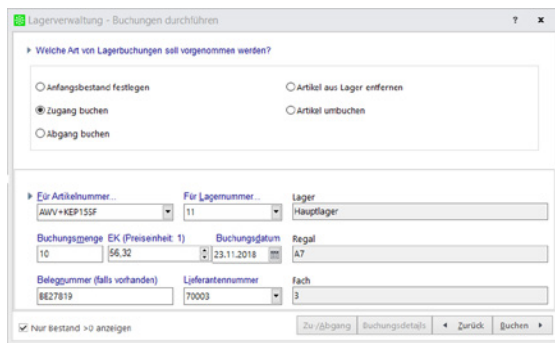 Lagerverwaltung - Buchungen durchführen
Welche Art von Lagerbuchungen soll vorgenommen werden?
Anfangsbestand festlegen
Artikel aus Lager entfernen
Zugang buchen
Artikel umbuchen
Abgang buchen
Für Artikelnummer... Für Lagernummer... Lager
AWV+KEP15SF 11 Hauptlager
Buchungsmenge EK (Preiseinheit: 1) Buchungsdatum Regal
10 56,32 23.11.2018 A7
Belegnummer (falls vorhanden) Lieferantennummer Fach
BE27819 70003 3
Nur Bestand >0 anzeigen Zu-/Abgang Buchungsdetails Zurück Buchen